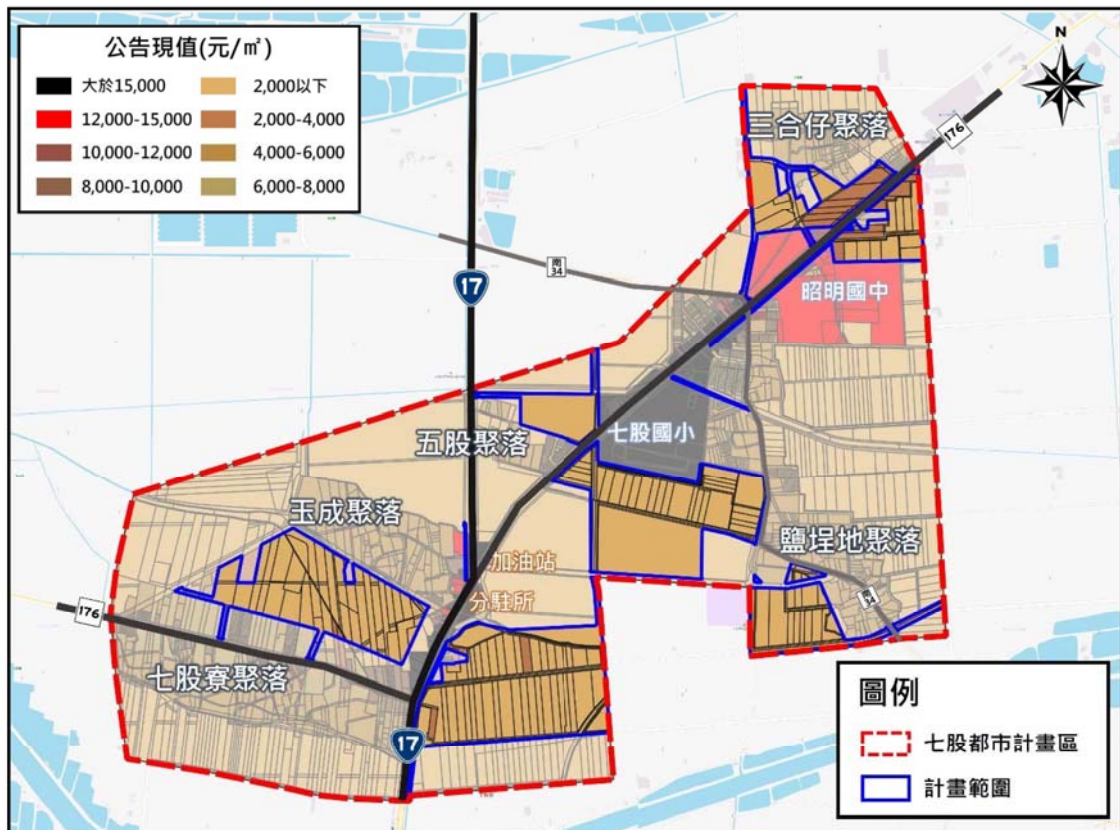 公告現值(元/㎡)
大於15,000
2,000以下
12,000-15,000
2,000-4,000
10,000-12,000
4,000-6,000
8,000-10,000
6,000-8,000
N
三合仔聚落
176
南34
17
昭明國中
七股國小
五股聚落
玉成聚落
鹽埕地聚落
加油站
分駐所
南34
176
七股寮聚落
17
圖例
七股都市計畫區
計畫範圍